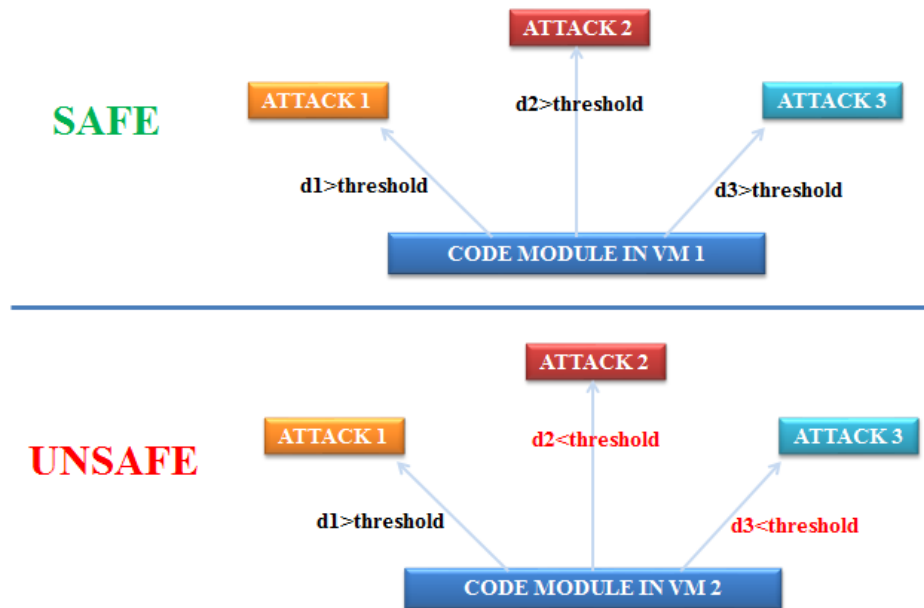 ATTACK 2
ATTACK 1
ATTACK 3
SAFE
d2>threshold
d1>threshold
d3>threshold
CODE MODULE IN VM 1
ATTACK 2
ATTACK 1
ATTACK 3
UNSAFE
d2<threshold
d1>threshold
d3<threshold
CODE MODULE IN VM 2